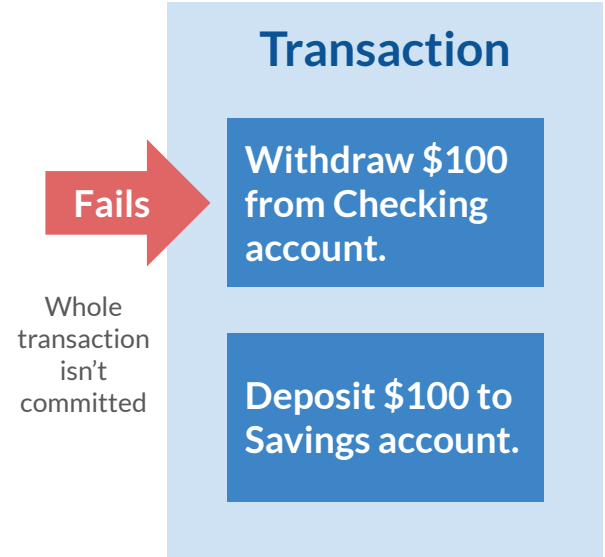 Transaction
Withdraw $100
from Checking
account.
Fails
Whole
transaction
isn't
committed
Deposit $100 to
Savings account.